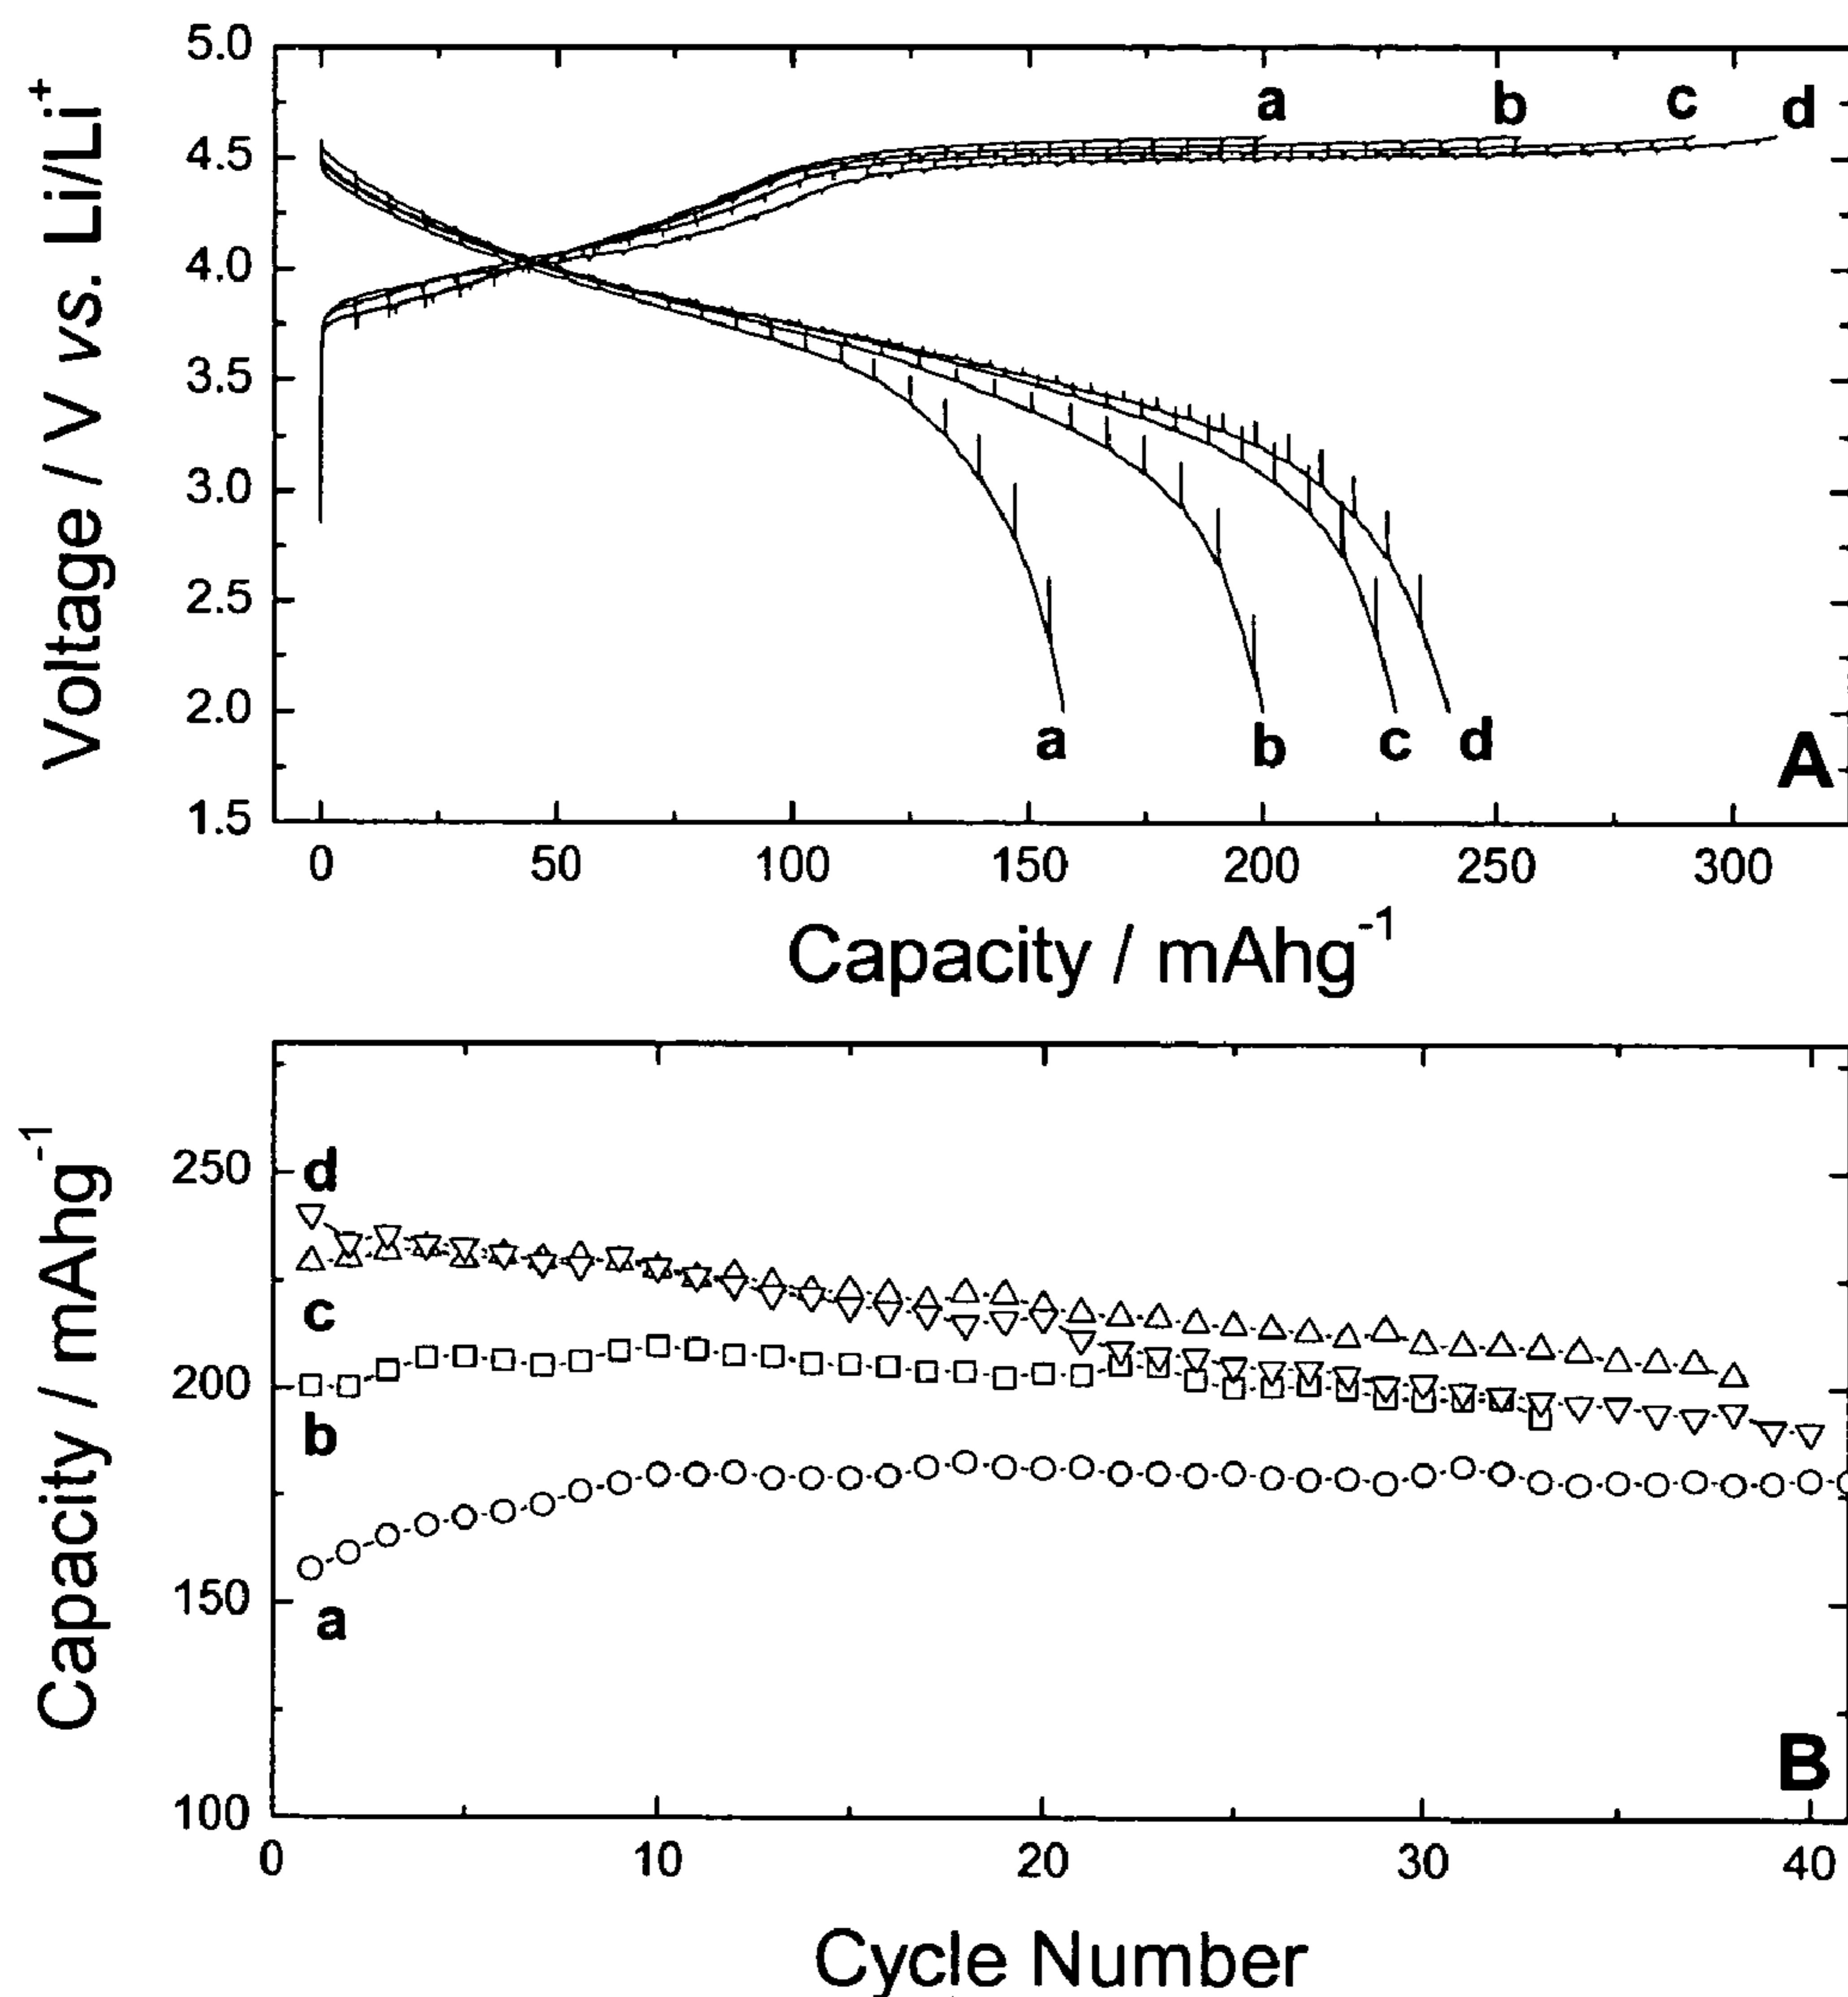 5.0
4.5
4.0
3.5
3.0
2.5
2.0
1.5
Voltage / V vs. Li/Li⁺
a b c d
a b c d
A
0 50 100 150 200 250 300
Capacity / mAhg⁻¹
250
200
150
100
Capacity / mAhg⁻¹
d
c
b
a
B
0 10 20 30 40
Cycle Number